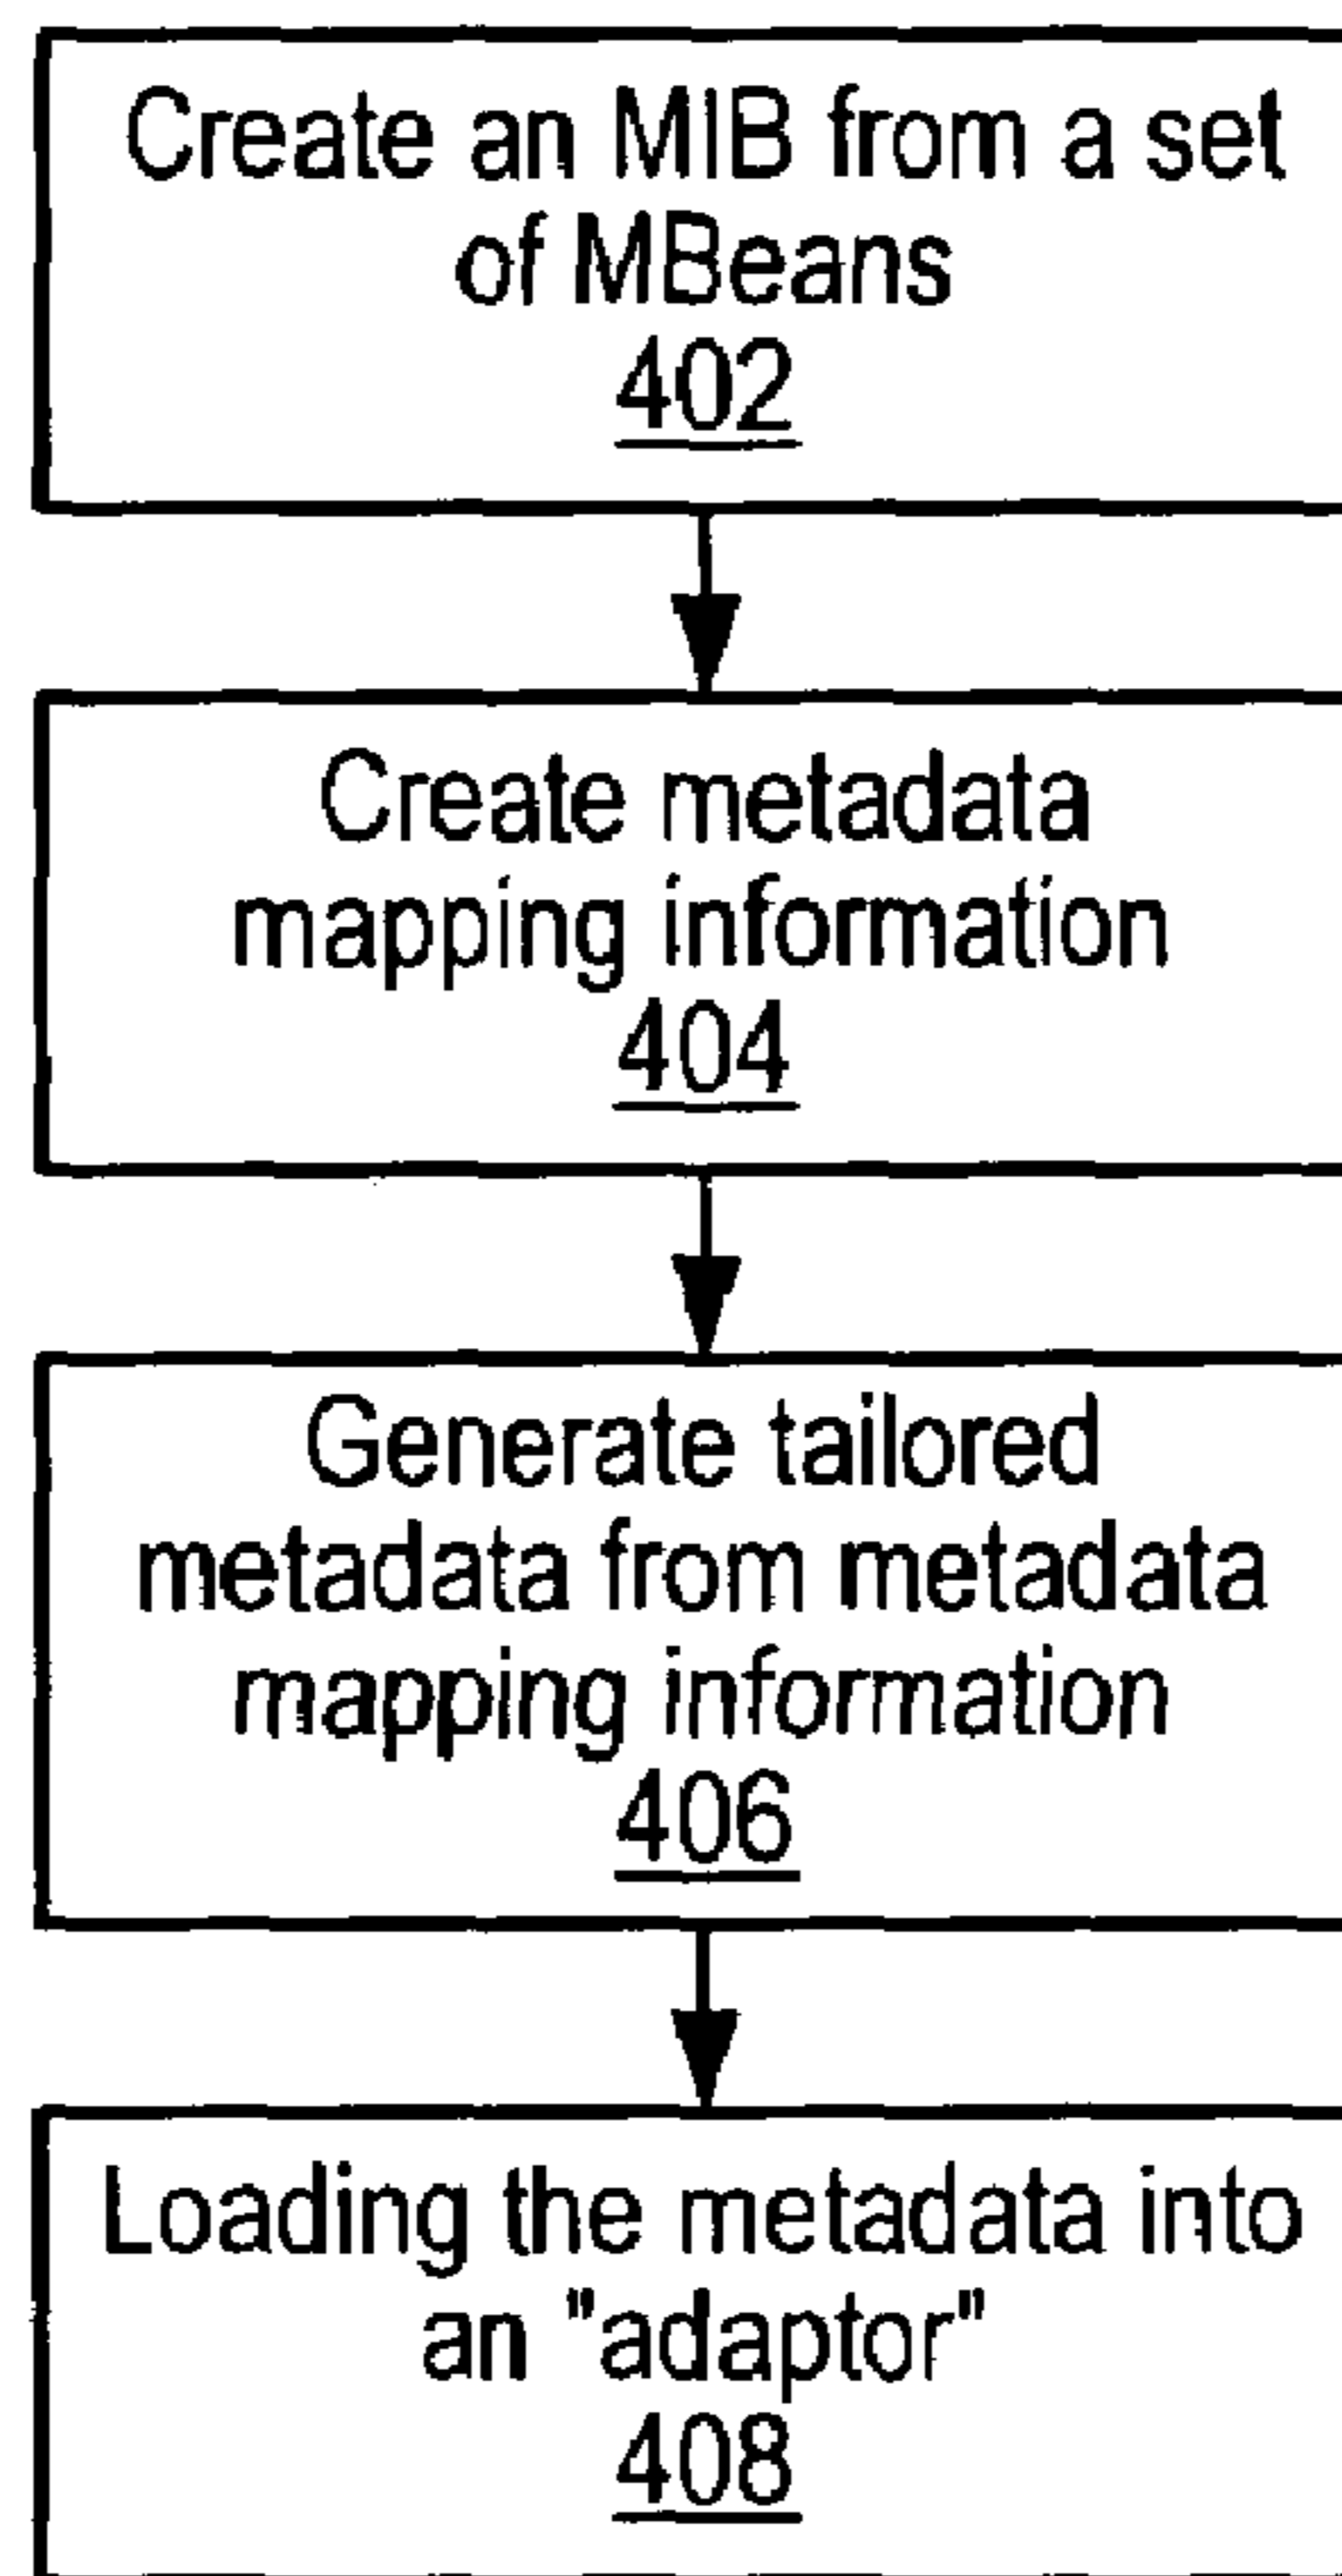 Create an MIB from a set
of MBeans
402
Create metadata
mapping information
404
Generate tailored
metadata from metadata
mapping information
406
Loading the metadata into
an "adaptor"
408